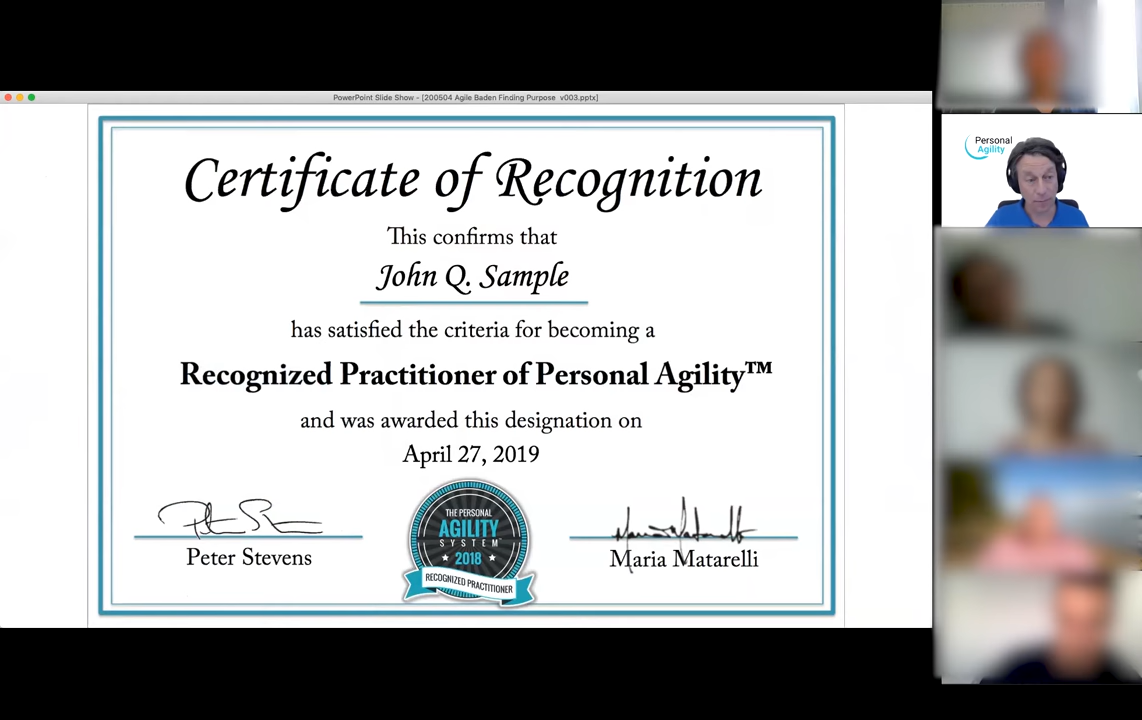 PowerPoint Slide Show - [200504 Agile Baden Finding Purpose v003.pptx]
Certificate of Recognition
This confirms that
John Q. Sample
has satisfied the criteria for becoming a
Recognized Practitioner of Personal Agility™
and was awarded this designation on
April 27, 2019
Peter Stevens
THE PERSONAL
AGILITY
SYSTEM
2018
RECOGNIZED PRACTITIONER
Maria Matarelli
Personal
Agility